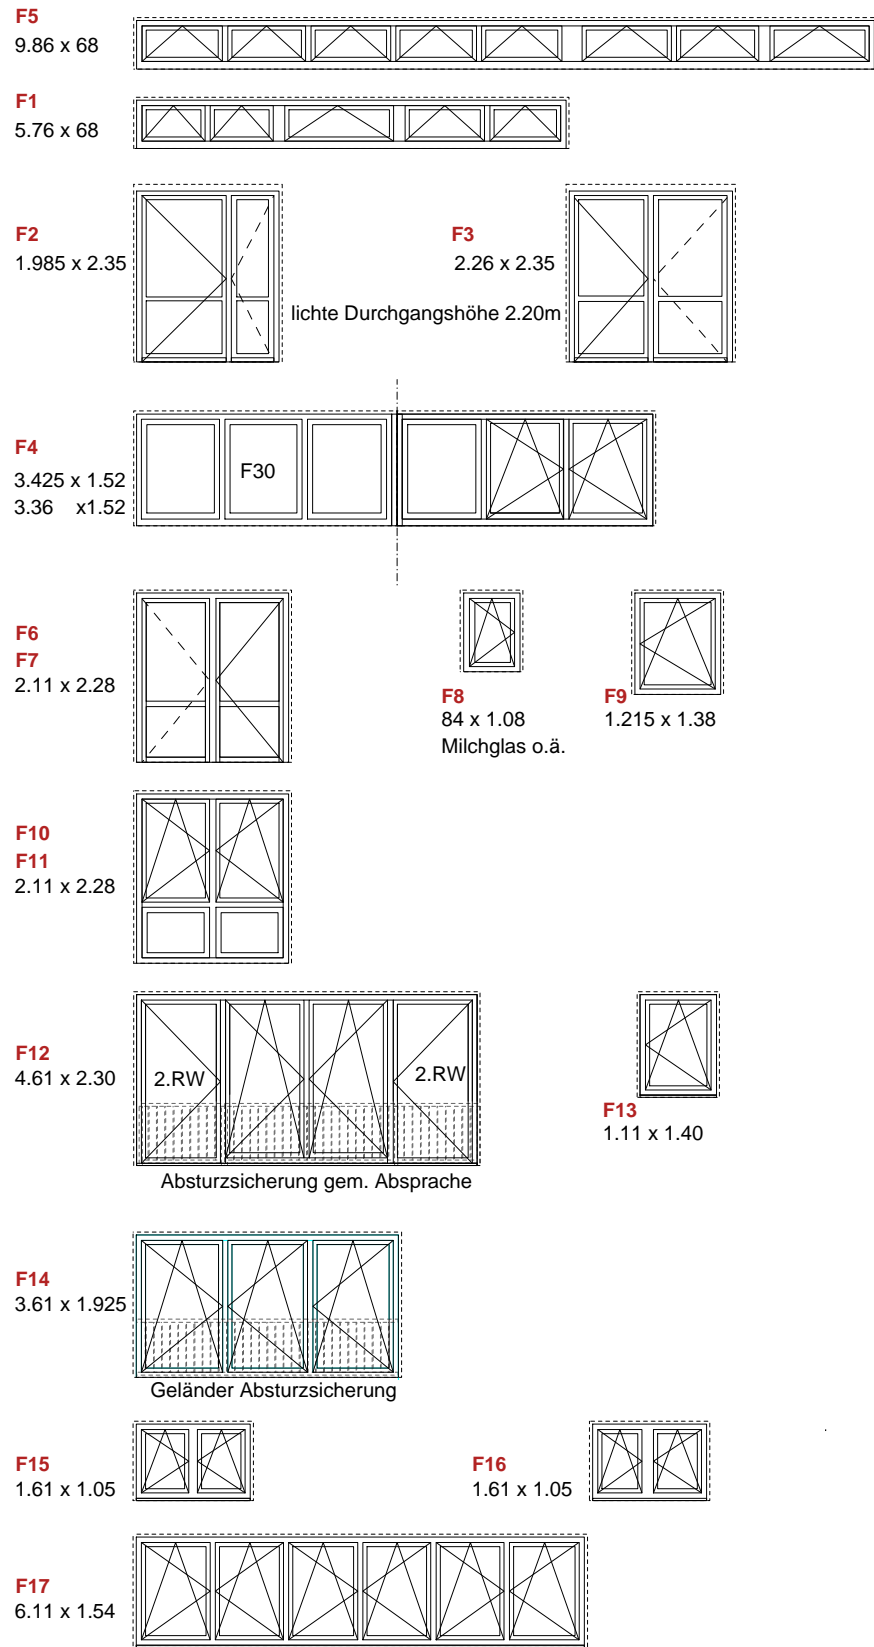 F5
9.86 x 68
F1
5.76 x 68
F2
1.985 x 2.35
F3
2.26 x 2.35
lichte Durchgangshöhe 2.20m
F4
3.425 x 1.52
3.36 x1.52
F30
F6
F7
2.11 x 2.28
F8
84 x 1.08
Milchglas o.ä.
F9
1.215 x 1.38
F10
F11
2.11 x 2.28
F12
4.61 x 2.30
2.RW
2.RW
Absturzsicherung gem. Absprache
F13
1.11 x 1.40
F14
3.61 x 1.925
Geländer Absturzsicherung
F15
1.61 x 1.05
F16
1.61 x 1.05
F17
6.11 x 1.54